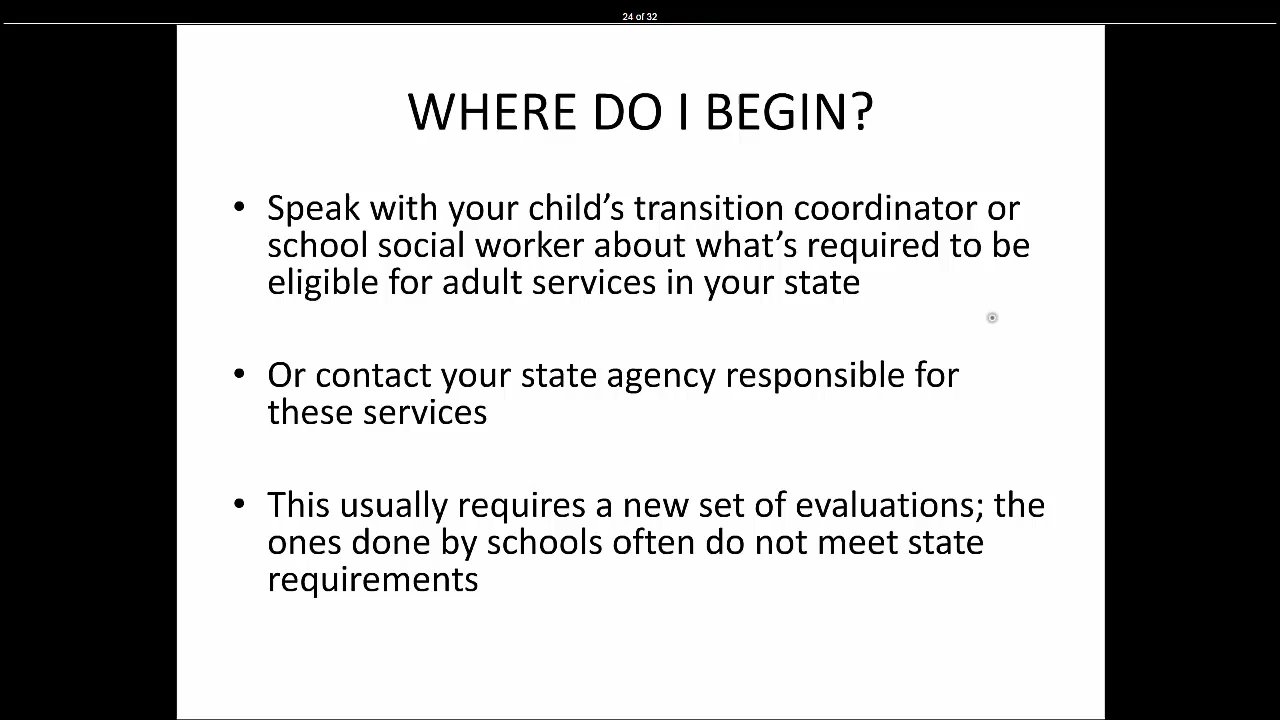 24 of 32
WHERE DO I BEGIN?
• Speak with your child’s transition coordinator or
school social worker about what’s required to be
eligible for adult services in your state
• Or contact your state agency responsible for
these services
• This usually requires a new set of evaluations; the
ones done by schools often do not meet state
requirements